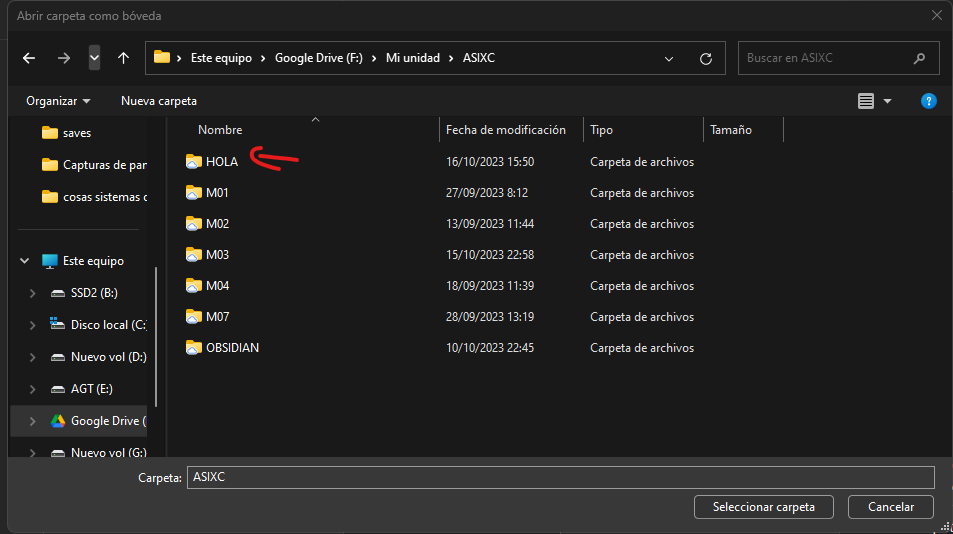 Abrir carpeta como bóveda
Este equipo Google Drive (F:) Mi unidad ASIXC
Buscar en ASIXC
Organizar Nueva carpeta
saves
Capturas de pan
cosas sistemas o
Este equipo
SSD2 (B:)
Disco local (C:
Nuevo vol (D:)
AGT (E:)
Google Drive (
Nuevo vol (G:)
Nombre Fecha de modificación Tipo Tamaño
HOLA 16/10/2023 15:50 Carpeta de archivos
M01 27/09/2023 8:12 Carpeta de archivos
M02 13/09/2023 11:44 Carpeta de archivos
M03 15/10/2023 22:58 Carpeta de archivos
M04 18/09/2023 11:39 Carpeta de archivos
M07 28/09/2023 13:19 Carpeta de archivos
OBSIDIAN 10/10/2023 22:45 Carpeta de archivos
Carpeta: ASIXC
Seleccionar carpeta Cancelar